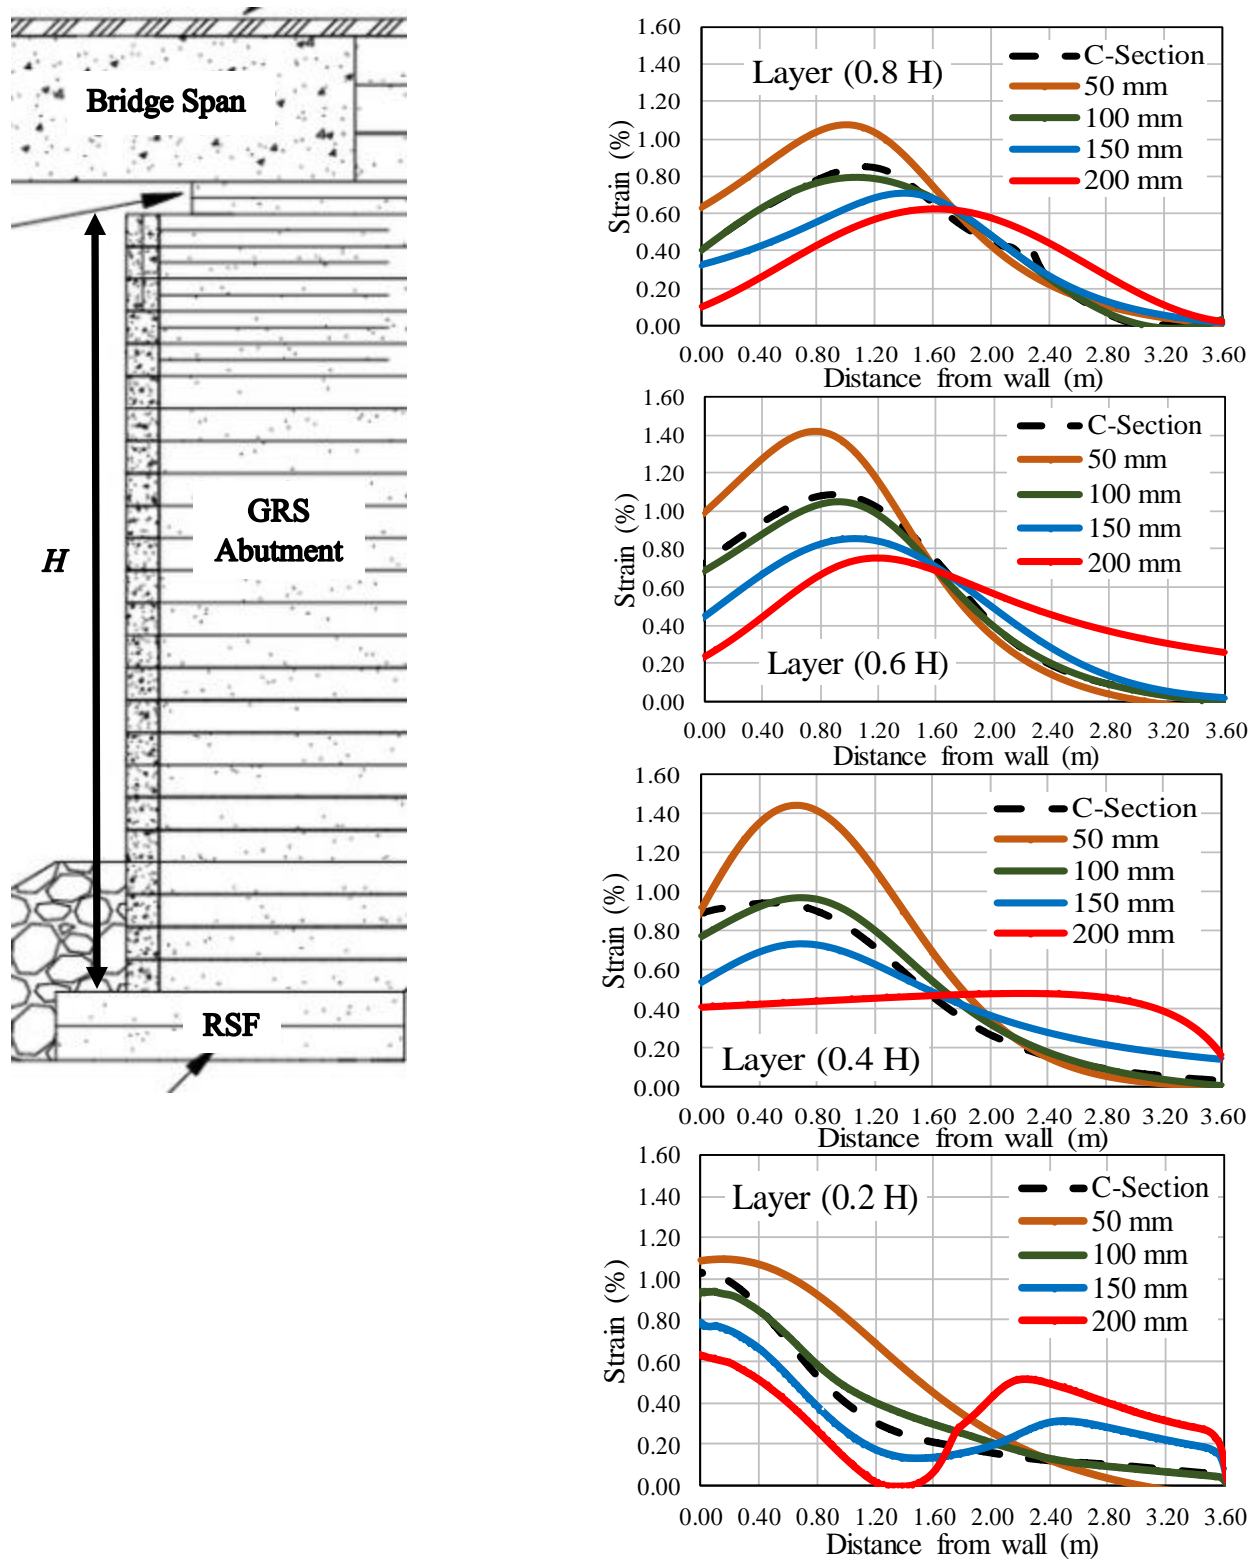 Bridge Span
H
GRS
Abutment
RSF
1.60
1.40
1.20
1.00
0.80
0.60
0.40
0.20
0.00
Strain (%)
Layer (0.8 H)
C-Section
50 mm
100 mm
150 mm
200 mm
0.00 0.40 0.80 1.20 1.60 2.00 2.40 2.80 3.20 3.60
Distance from wall (m)
1.60
1.40
1.20
1.00
0.80
0.60
0.40
0.20
0.00
Strain (%)
C-Section
50 mm
100 mm
150 mm
200 mm
Layer (0.6 H)
0.00 0.40 0.80 1.20 1.60 2.00 2.40 2.80 3.20 3.60
Distance from wall (m)
1.60
1.40
1.20
1.00
0.80
0.60
0.40
0.20
0.00
Strain (%)
C-Section
50 mm
100 mm
150 mm
200 mm
Layer (0.4 H)
0.00 0.40 0.80 1.20 1.60 2.00 2.40 2.80 3.20 3.60
Distance from wall (m)
1.60
1.40
1.20
1.00
0.80
0.60
0.40
0.20
0.00
Strain (%)
Layer (0.2 H)
C-Section
50 mm
100 mm
150 mm
200 mm
0.00 0.40 0.80 1.20 1.60 2.00 2.40 2.80 3.20 3.60
Distance from wall (m)